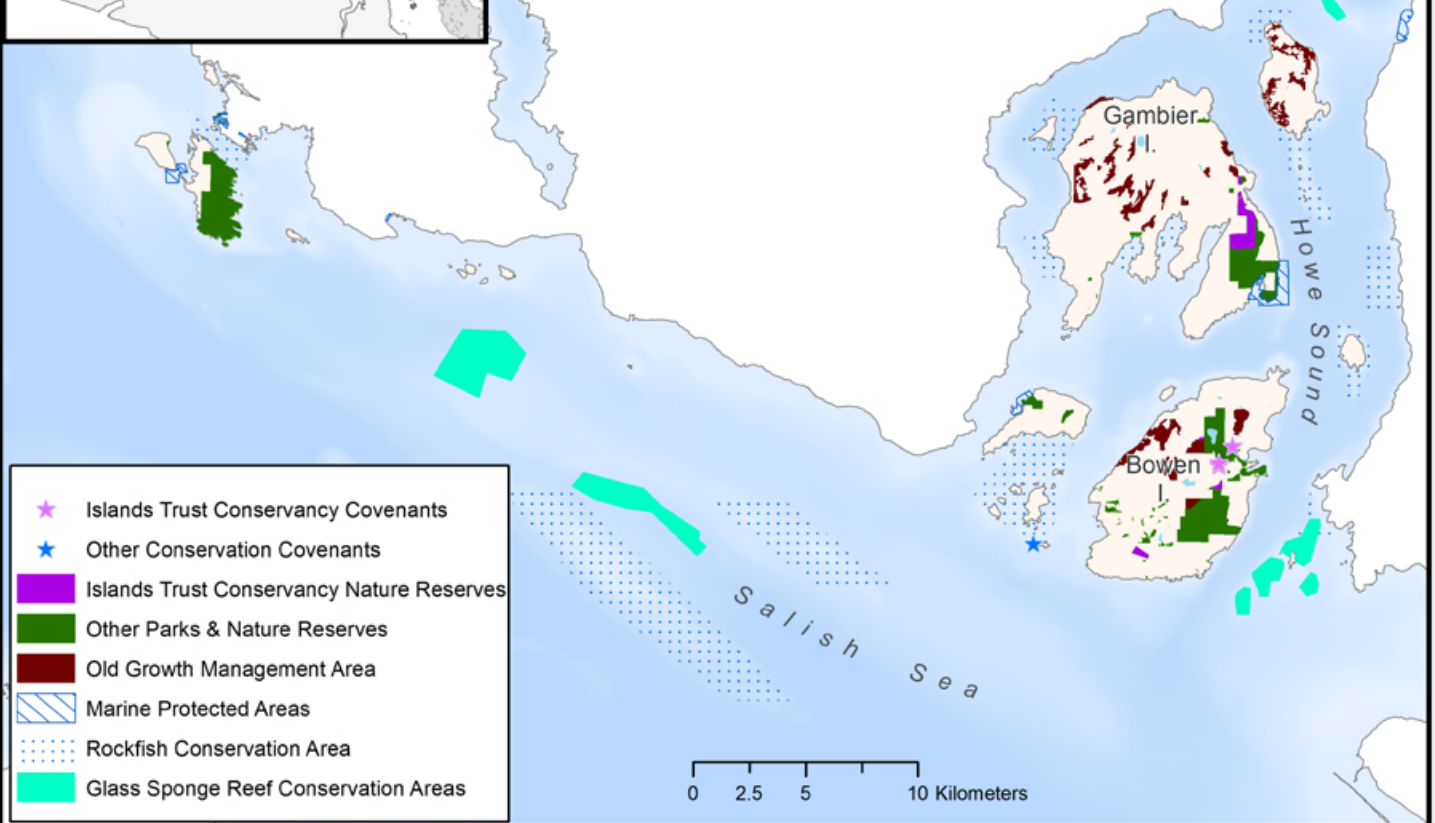 Gambier
I.
Howe Sound
Bowen
I.
Salish Sea
Islands Trust Conservancy Covenants
Other Conservation Covenants
Islands Trust Conservancy Nature Reserves
Other Parks & Nature Reserves
Old Growth Management Area
Marine Protected Areas
Rockfish Conservation Area
Glass Sponge Reef Conservation Areas
0 2.5 5 10 Kilometers